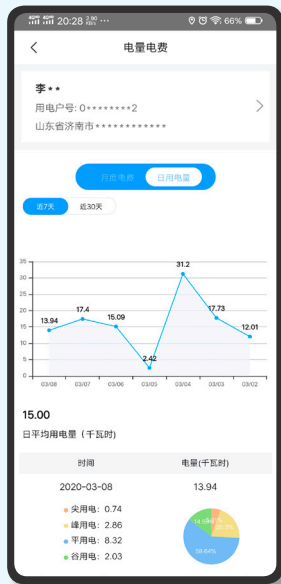 20:28 2.90 KB/s ··· 66%
电量电费
李**
用电户号: 0********2
山东省济南市************
月度电费 日用电量
近7天 近30天
35
30
25
20
15
10
5
0
13.94 17.4 15.09 2.42 31.2 17.73 12.01
03/08 03/07 03/06 03/05 03/04 03/03 03/02
15.00
日平均用电量（千瓦时)
时间 电量(千瓦时)
2020-03-08 13.94
尖用电: 0.74
峰用电: 2.86
平用电: 8.32
谷用电: 2.03
59.64%